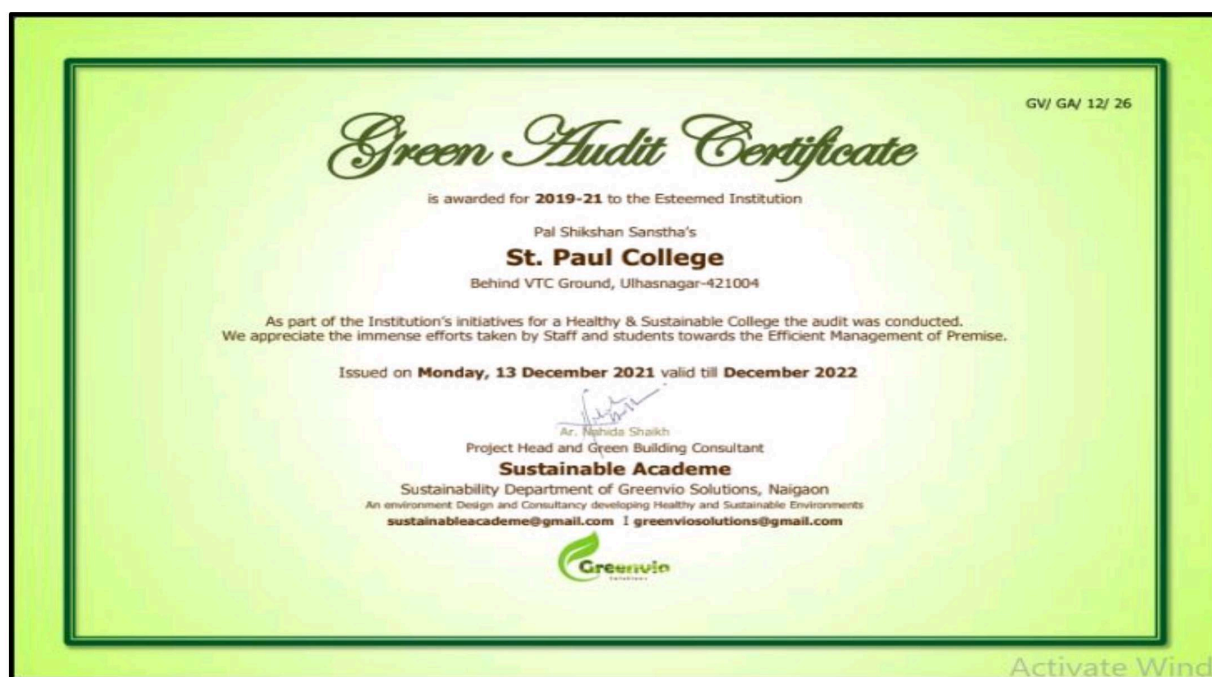 GV/ GA/ 12/ 26
Green Audit Certificate
is awarded for 2019-21 to the Esteemed Institution
Pal Shikshan Sanstha's
St. Paul College
Behind VTC Ground, Ulhasnagar-421004
As part of the Institution's initiatives for a Healthy & Sustainable College the audit was conducted.
We appreciate the immense efforts taken by Staff and students towards the Efficient Management of Premise.
Issued on Monday, 13 December 2021 valid till December 2022
Ar. Nahida Shaikh
Project Head and Green Building Consultant
Sustainable Academe
Sustainability Department of Greenvio Solutions, Naigaon
An environment Design and Consultancy developing Healthy and Sustainable Environments
sustainableacademe@gmail.com I greenviosolutions@gmail.com
Greenvio
Solutions
Activate Wind